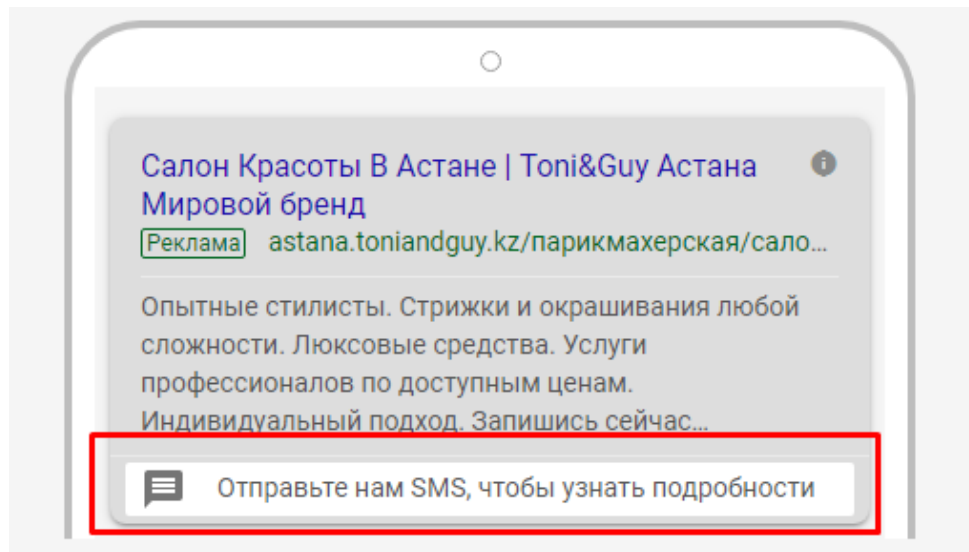 Салон Красоты В Астане | Toni&Guy Астана
Мировой бренд
Реклама astana.toniandguy.kz/парикмахерская/сало...
Опытные стилисты. Стрижки и окрашивания любой
сложности. Люксовые средства. Услуги
профессионалов по доступным ценам.
Индивидуальный подход. Запишись сейчас...
Отправьте нам SMS, чтобы узнать подробности